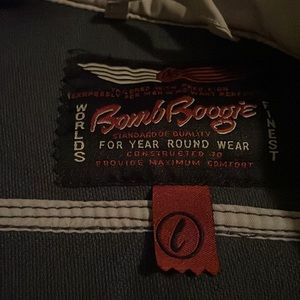 WORLDS
Bomb Boogie
FINEST
STANDARD OF QUALITY
FOR YEAR ROUND WEAR
CONSTRUCTED TO
PROVIDE MAXIMUM COMFORT
L